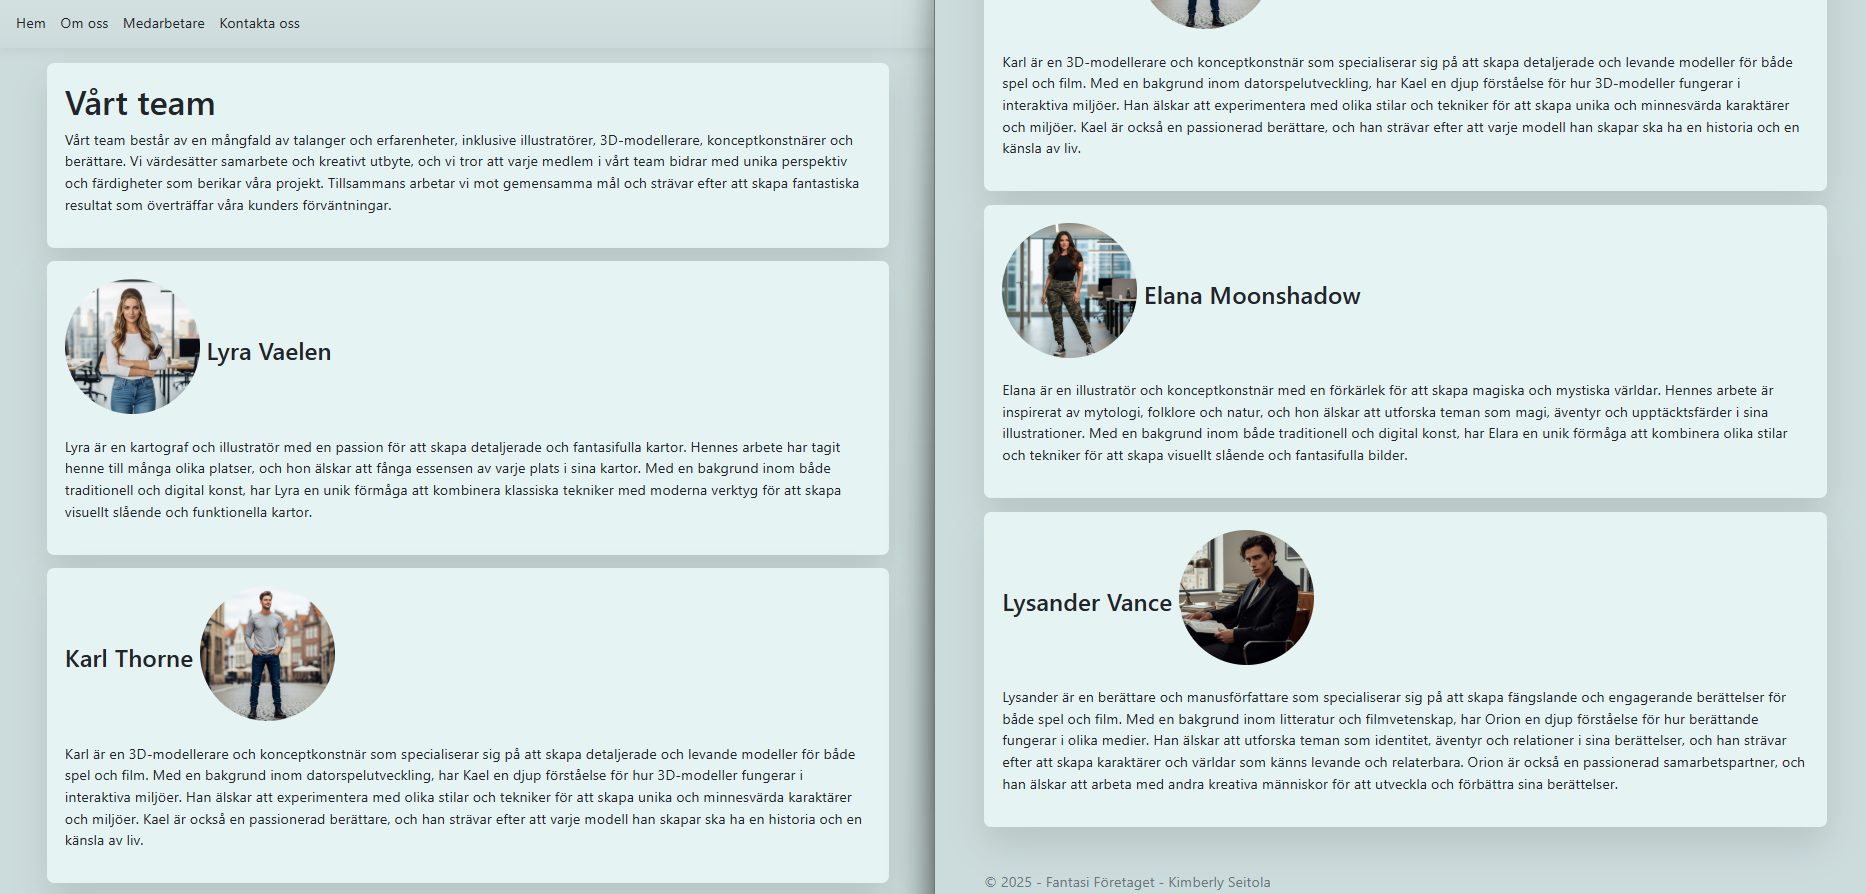 Hem Om oss Medarbetare Kontakta oss
Vårt team
Vårt team består av en mångfald av talanger och erfarenheter, inklusive illustratörer, 3D-modellerare, konceptkonstnärer och
berättare. Vi värdesätter samarbete och kreativt utbyte, och vi tror att varje medlem i vårt team bidrar med unika perspektiv
och färdigheter som berikar våra projekt. Tillsammans arbetar vi mot gemensamma mål och strävar efter att skapa fantastiska
resultat som överträffar våra kunders förväntningar.
Lyra Vaelen
Lyra är en kartograf och illustratör med en passion för att skapa detaljerade och fantasifulla kartor. Hennes arbete har tagit
henne till många olika platser, och hon älskar att fånga essensen av varje plats i sina kartor. Med en bakgrund inom både
traditionell och digital konst, har Lyra en unik förmåga att kombinera klassiska tekniker med moderna verktyg för att skapa
visuellt slående och funktionella kartor.
Karl Thorne
Karl är en 3D-modellerare och konceptkonstnär som specialiserar sig på att skapa detaljerade och levande modeller för både
spel och film. Med en bakgrund inom datorspelutveckling, har Kael en djup förståelse för hur 3D-modeller fungerar i
interaktiva miljöer. Han älskar att experimentera med olika stilar och tekniker för att skapa unika och minnesvärda karaktärer
och miljöer. Kael är också en passionerad berättare, och han strävar efter att varje modell han skapar ska ha en historia och en
känsla av liv.
Karl är en 3D-modellerare och konceptkonstnär som specialiserar sig på att skapa detaljerade och levande modeller för både
spel och film. Med en bakgrund inom datorspelutveckling, har Kael en djup förståelse för hur 3D-modeller fungerar i
interaktiva miljöer. Han älskar att experimentera med olika stilar och tekniker för att skapa unika och minnesvärda karaktärer
och miljöer. Kael är också en passionerad berättare, och han strävar efter att varje modell han skapar ska ha en historia och en
känsla av liv.
Elana Moonshadow
Elana är en illustratör och konceptkonstnär med en förkärlek för att skapa magiska och mystiska världar. Hennes arbete är
inspirerat av mytologi, folklore och natur, och hon älskar att utforska teman som magi, äventyr och upptäcktsfärder i sina
illustrationer. Med en bakgrund inom både traditionell och digital konst, har Elara en unik förmåga att kombinera olika stilar
och tekniker för att skapa visuellt slående och fantasifulla bilder.
Lysander Vance
Lysander är en berättare och manusförfattare som specialiserar sig på att skapa fängslande och engagerande berättelser för
både spel och film. Med en bakgrund inom litteratur och filmvetenskap, har Orion en djup förståelse för hur berättande
fungerar i olika medier. Han älskar att utforska teman som identitet, äventyr och relationer i sina berättelser, och han strävar
efter att skapa karaktärer och världar som känns levande och relaterbara. Orion är också en passionerad samarbetspartner, och
han älskar att arbeta med andra kreativa människor för att utveckla och förbättra sina berättelser.
© 2025 - Fantasi Företaget - Kimberly Seitola